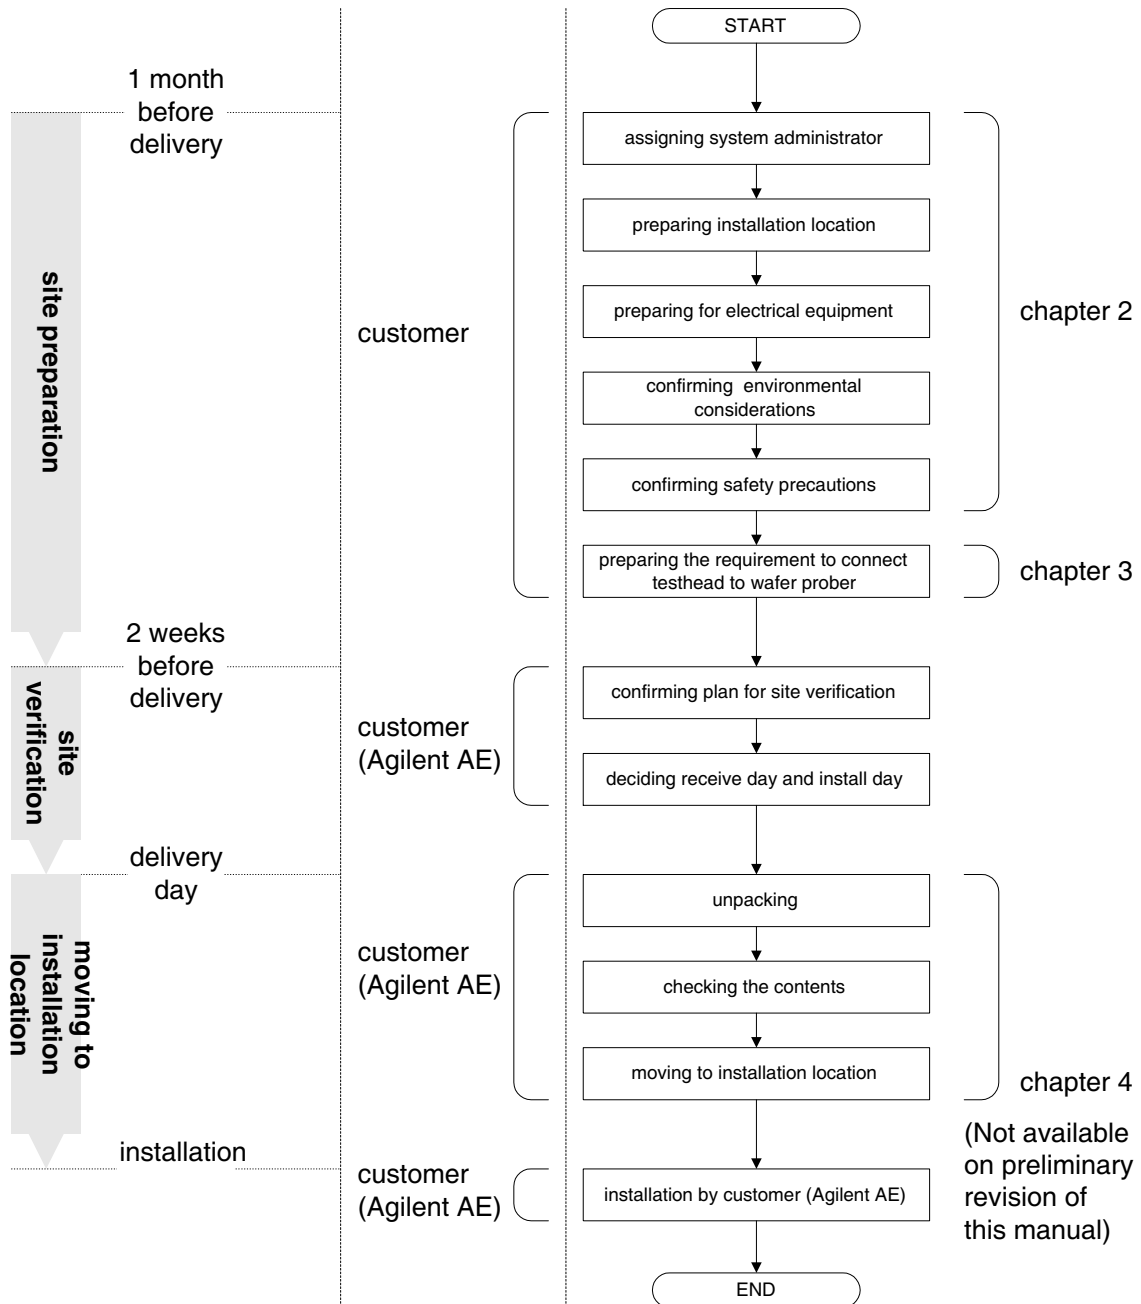 START
1 month
before
delivery
assigning system administrator
preparing installation location
site preparation
customer
preparing for electrical equipment
chapter 2
confirming environmental
considerations
confirming safety precautions
preparing the requirement to connect
testhead to wafer prober
chapter 3
2 weeks
before
delivery
site
verification
customer
(Agilent AE)
confirming plan for site verification
deciding receive day and install day
delivery
day
moving to
installation
location
customer
(Agilent AE)
unpacking
checking the contents
moving to installation location
chapter 4
(Not available
on preliminary
revision of
this manual)
installation
customer
(Agilent AE)
installation by customer (Agilent AE)
END